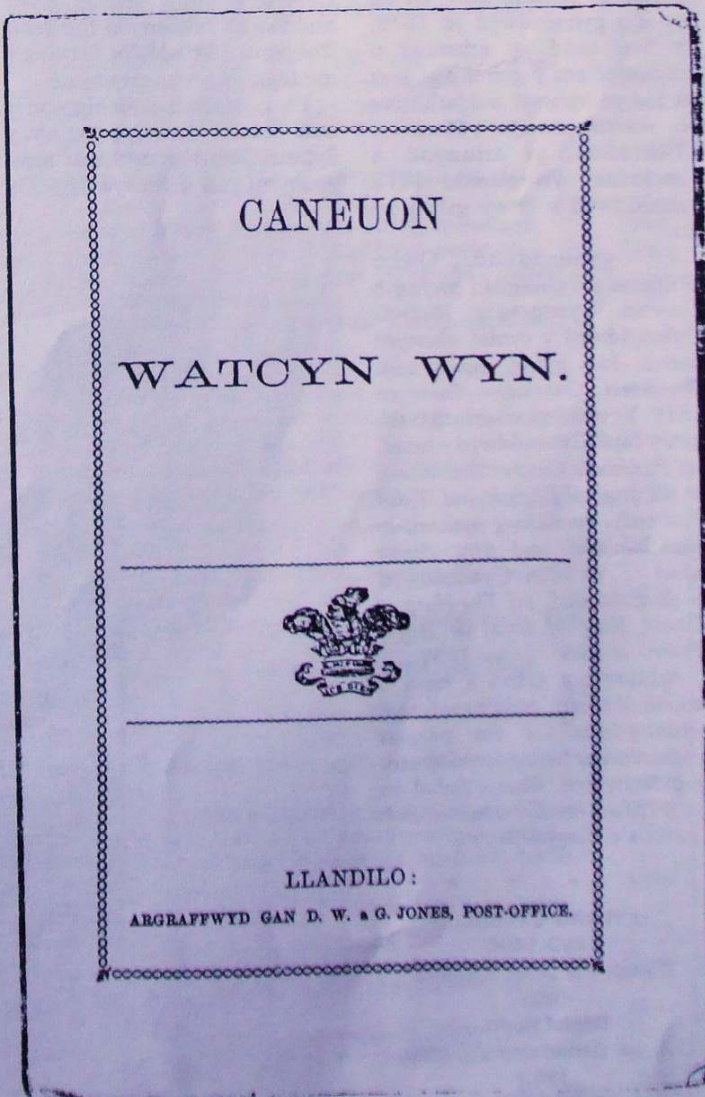 CANEUON
WATCYN WYN.
LLANDILO:
ARGRAFFWYD GAN D. W. a G. JONES, POST-OFFICE.